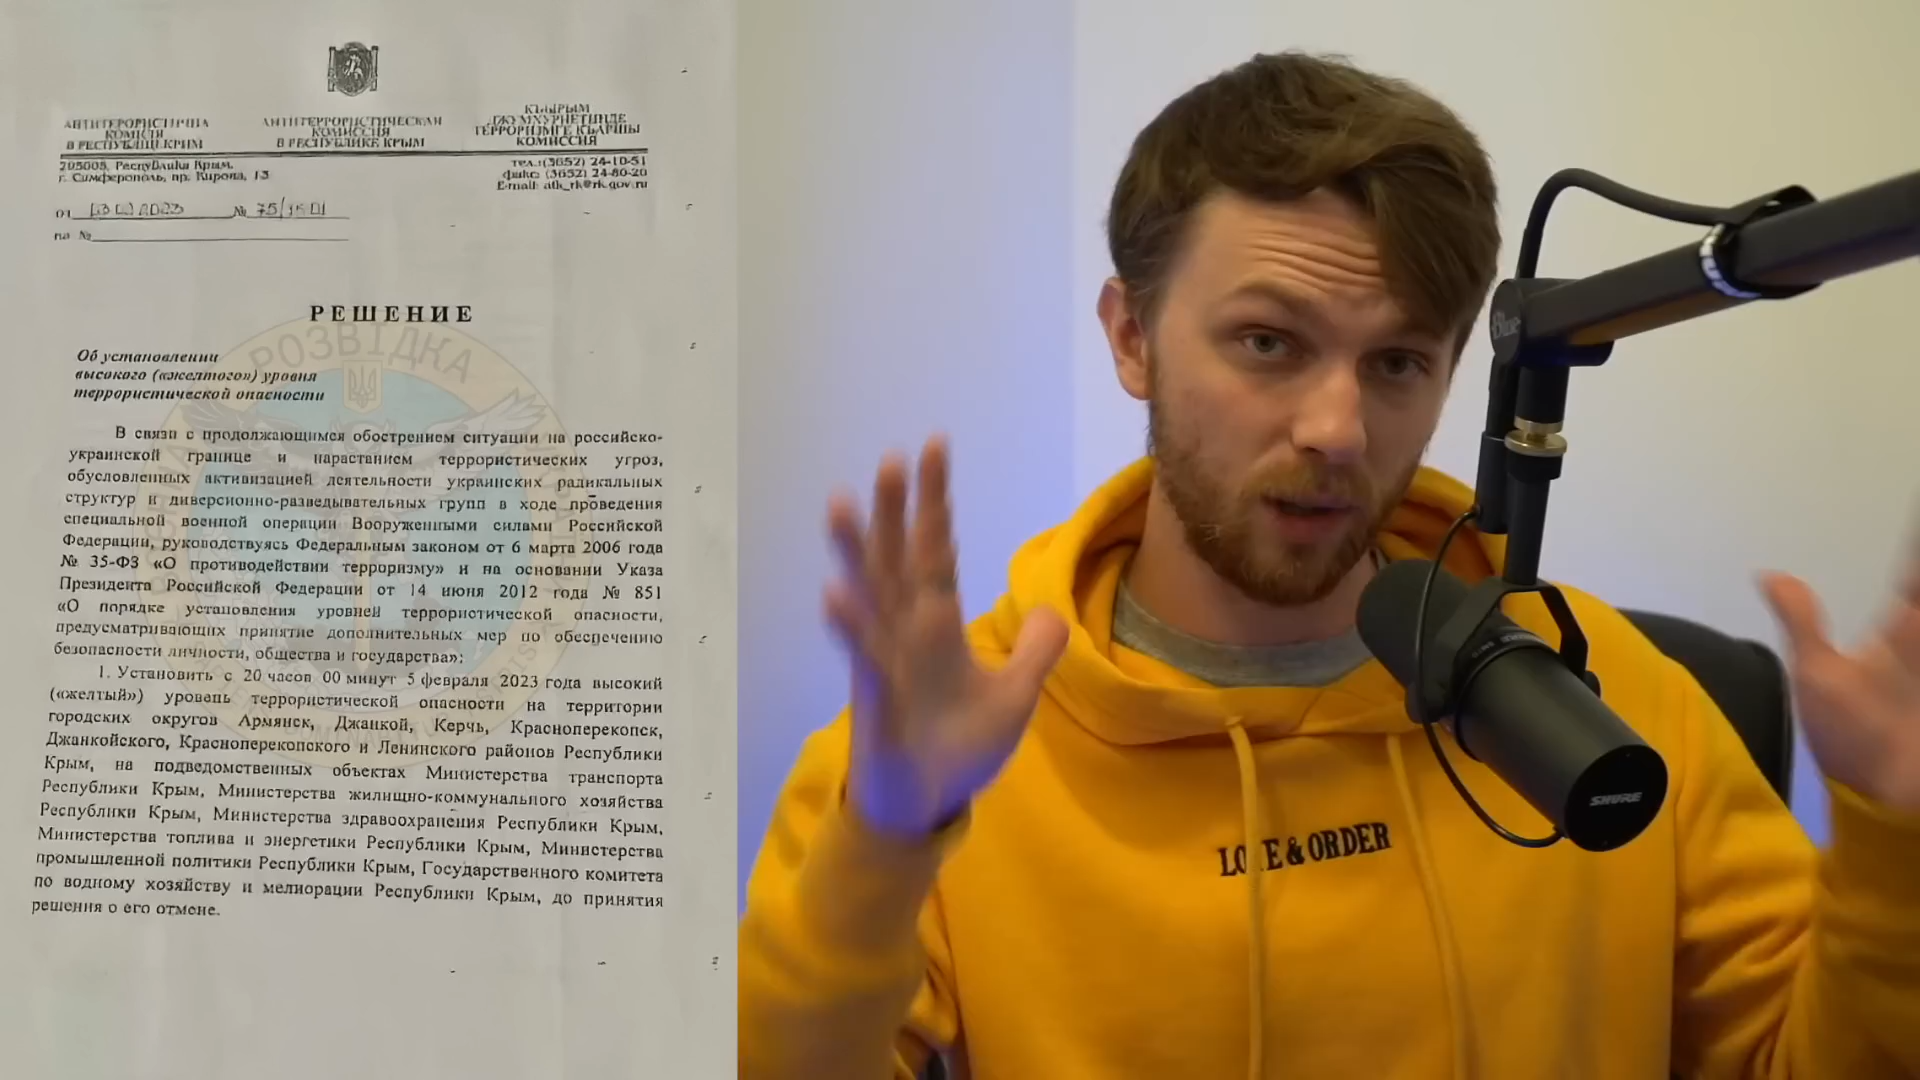 АНТИТЕРОРИСТИЧНА
КОМІСІЯ
В РЕСПУБЛІЦІ КРИМ
АНТИТЕРРОРИСТИЧЕСКАЯ
КОМИССИЯ
В РЕСПУБЛИКЕ КРЫМ
КЪЫРЫМ
ДЖУМХУРИЕТИНДЕ
ТЕРРОРИЗМГЕ КЪАРШЫ
КОМИССИЯ
295005, Республика Крым,
г. Симферополь, пр. Кирова, 13
тел.:(3652) 24-10-51
факс: (3652) 24-80-20
E-mail: atk_rk@rk.gov.ru
от 2023 № 75/
на №
РЕШЕНИЕ
Об установлении
высокого («желтого») уровня
террористической опасности
В связи с продолжающимся обострением ситуации на российско-
украинской границе и нарастанием террористических угроз,
обусловленных активизацией деятельности украинских радикальных
структур и диверсионно-разведывательных групп в ходе проведения
специальной военной операции Вооруженными силами Российской
Федерации, руководствуясь Федеральным законом от 6 марта 2006 года
№ 35-ФЗ «О противодействии терроризму» и на основании Указа
Президента Российской Федерации от 14 июня 2012 года № 851
«О порядке установления уровней террористической опасности,
предусматривающих принятие дополнительных мер по обеспечению
безопасности личности, общества и государства»:
1. Установить с 20 часов 00 минут 5 февраля 2023 года высокий
(«желтый») уровень террористической опасности на территории
городских округов Армянск, Джанкой, Керчь, Красноперекопск,
Джанкойского, Красноперекопского и Ленинского районов Республики
Крым, на подведомственных объектах Министерства транспорта
Республики Крым, Министерства жилищно-коммунального хозяйства
Республики Крым, Министерства здравоохранения Республики Крым,
Министерства топлива и энергетики Республики Крым, Министерства
промышленной политики Республики Крым, Государственного комитета
по водному хозяйству и мелиорации Республики Крым, до принятия
решения о его отмене.
РОЗВІДКА
Blue
SHURE
LO E & ORDER